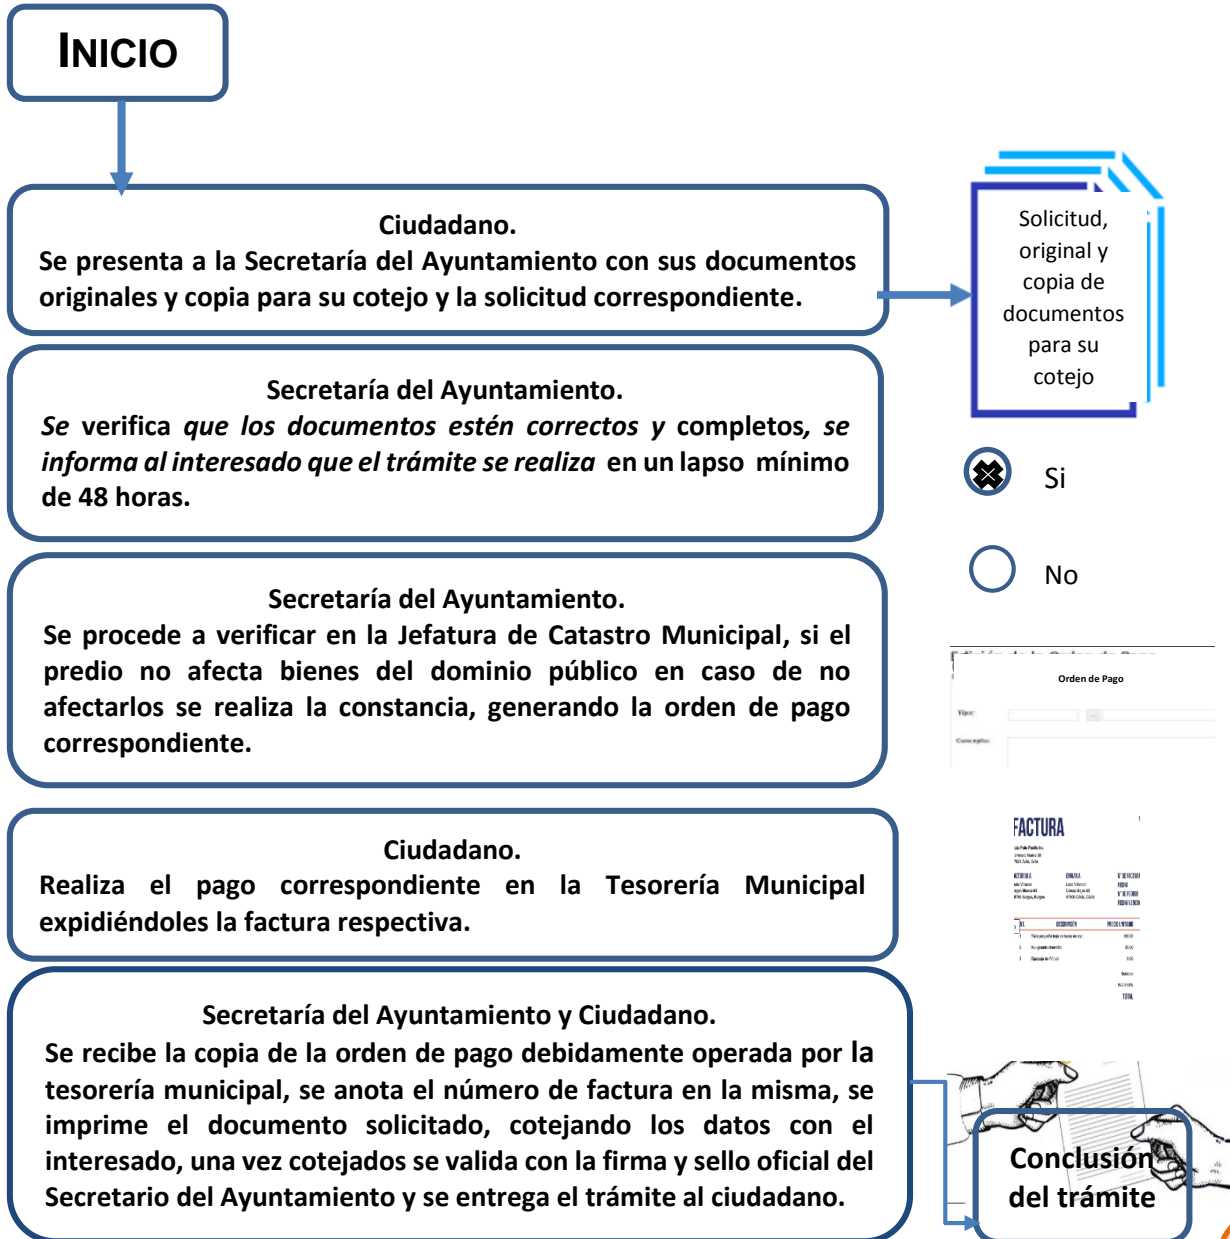 INICIO
Ciudadano.
Se presenta a la Secretaría del Ayuntamiento con sus documentos
originales y copia para su cotejo y la solicitud correspondiente.
Solicitud,
original y
copia de
documentos
para su
cotejo
Secretaría del Ayuntamiento.
Se verifica que los documentos estén correctos y completos, se
informa al interesado que el trámite se realiza en un lapso mínimo
de 48 horas.
Si
No
Secretaría del Ayuntamiento.
Se procede a verificar en la Jefatura de Catastro Municipal, si el
predio no afecta bienes del dominio público en caso de no
afectarlos se realiza la constancia, generando la orden de pago
correspondiente.
Orden de Pago
Tipo:
Concepto:
Ciudadano.
Realiza el pago correspondiente en la Tesorería Municipal
expidiéndoles la factura respectiva.
FACTURA
DESCRIPCIÓN
TOTAL
Secretaría del Ayuntamiento y Ciudadano.
Se recibe la copia de la orden de pago debidamente operada por la
tesorería municipal, se anota el número de factura en la misma, se
imprime el documento solicitado, cotejando los datos con el
interesado, una vez cotejados se valida con la firma y sello oficial del
Secretario del Ayuntamiento y se entrega el trámite al ciudadano.
Conclusión
del trámite